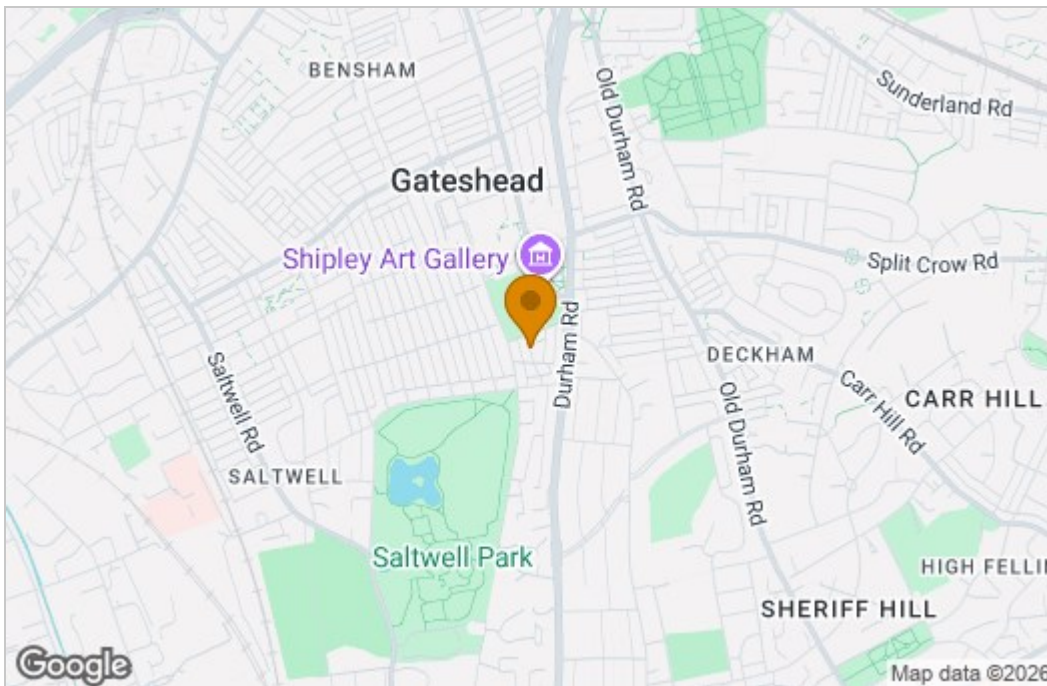 BENSHAM
Sunderland Rd
Old Durham Rd
Gateshead
Shipley Art Gallery
Split Crow Rd
Durham Rd
DECKHAM
Saltwell Rd
Carr Hill Rd
CARR HILL
Old Durham Rd
SALTWELL
Saltwell Park
HIGH FELLIN
SHERIFF HILL
Google
Map data ©2026